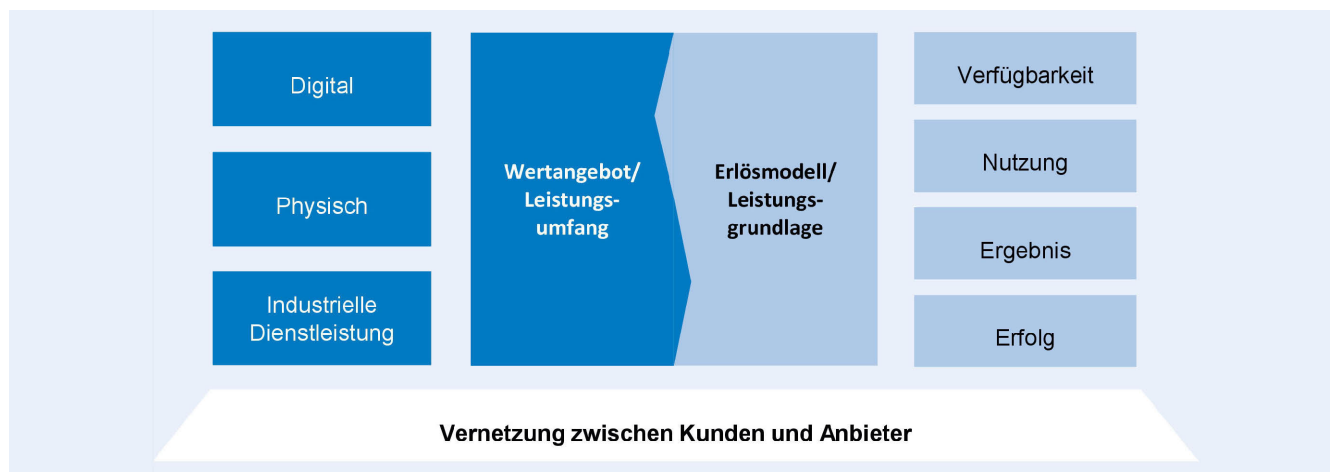 Digital
Physisch
Industrielle
Dienstleistung
Wertangebot/
Leistungs-
umfang
Erlösmodell/
Leistungs-
grundlage
Verfügbarkeit
Nutzung
Ergebnis
Erfolg
Vernetzung zwischen Kunden und Anbieter